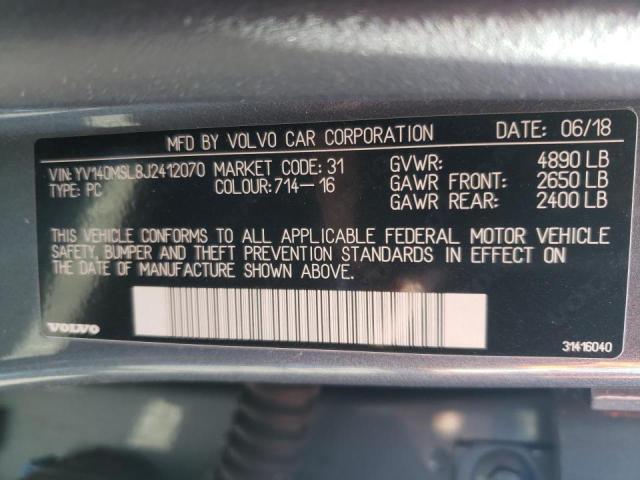 MFD BY VOLVO CAR CORPORATION DATE: 06/18
VIN: YV140MSL8J2412070 MARKET CODE: 31 GVWR: 4890 LB
TYPE: PC COLOUR: 714-16 GAWR FRONT: 2650 LB
GAWR REAR: 2400 LB
THIS VEHICLE CONFORMS TO ALL APPLICABLE FEDERAL MOTOR VEHICLE
SAFETY, BUMPER AND THEFT PREVENTION STANDARDS IN EFFECT ON
THE DATE OF MANUFACTURE SHOWN ABOVE.
VOLVO 31416040